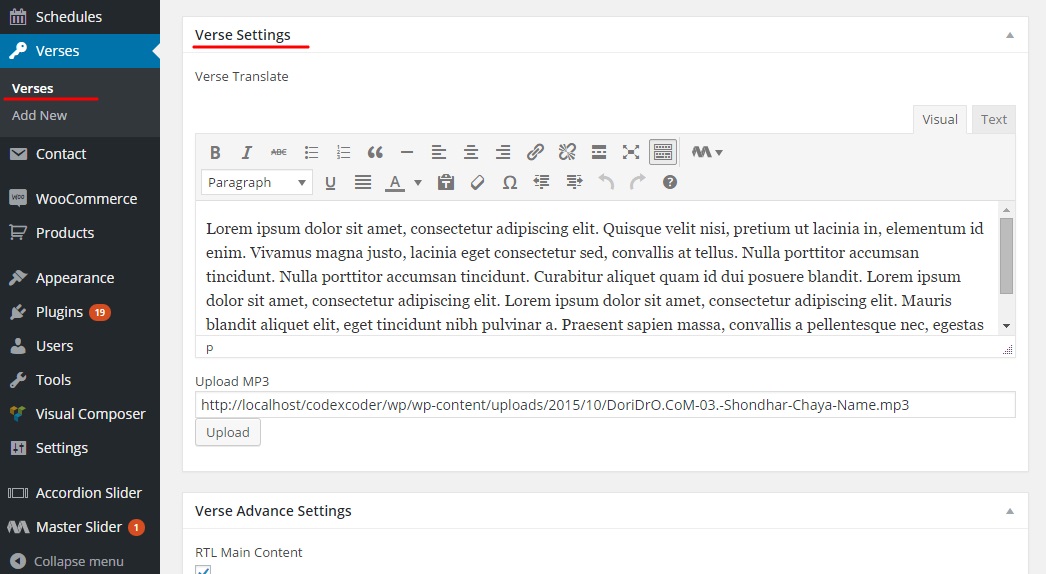 Schedules
Verses
Verses
Add New
Contact
WooCommerce
Products
Appearance
Plugins 19
Users
Tools
Visual Composer
Settings
Accordion Slider
Master Slider 1
Collapse menu
Verse Settings
Verse Translate
Visual Text
B I ABC
Paragraph U A Ω ?
Lorem ipsum dolor sit amet, consectetur adipiscing elit. Quisque velit nisi, pretium ut lacinia in, elementum id
enim. Vivamus magna justo, lacinia eget consectetur sed, convallis at tellus. Nulla porttitor accumsan
tincidunt. Nulla porttitor accumsan tincidunt. Curabitur aliquet quam id dui posuere blandit. Lorem ipsum
dolor sit amet, consectetur adipiscing elit. Lorem ipsum dolor sit amet, consectetur adipiscing elit. Mauris
blandit aliquet elit, eget tincidunt nibh pulvinar a. Praesent sapien massa, convallis a pellentesque nec, egestas
p
Upload MP3
http://localhost/codexcoder/wp/wp-content/uploads/2015/10/DoriDrO.CoM-03.-Shondhar-Chaya-Name.mp3
Upload
Verse Advance Settings
RTL Main Content